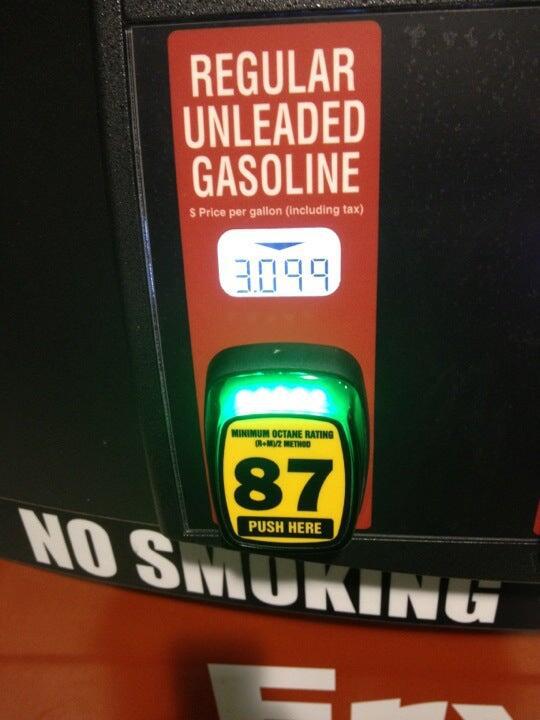 REGULAR
UNLEADED
GASOLINE
$ Price per gallon (including tax)
3.099
MINIMUM OCTANE RATING
(R+M)/2 METHOD
87
PUSH HERE
NO SMOKING